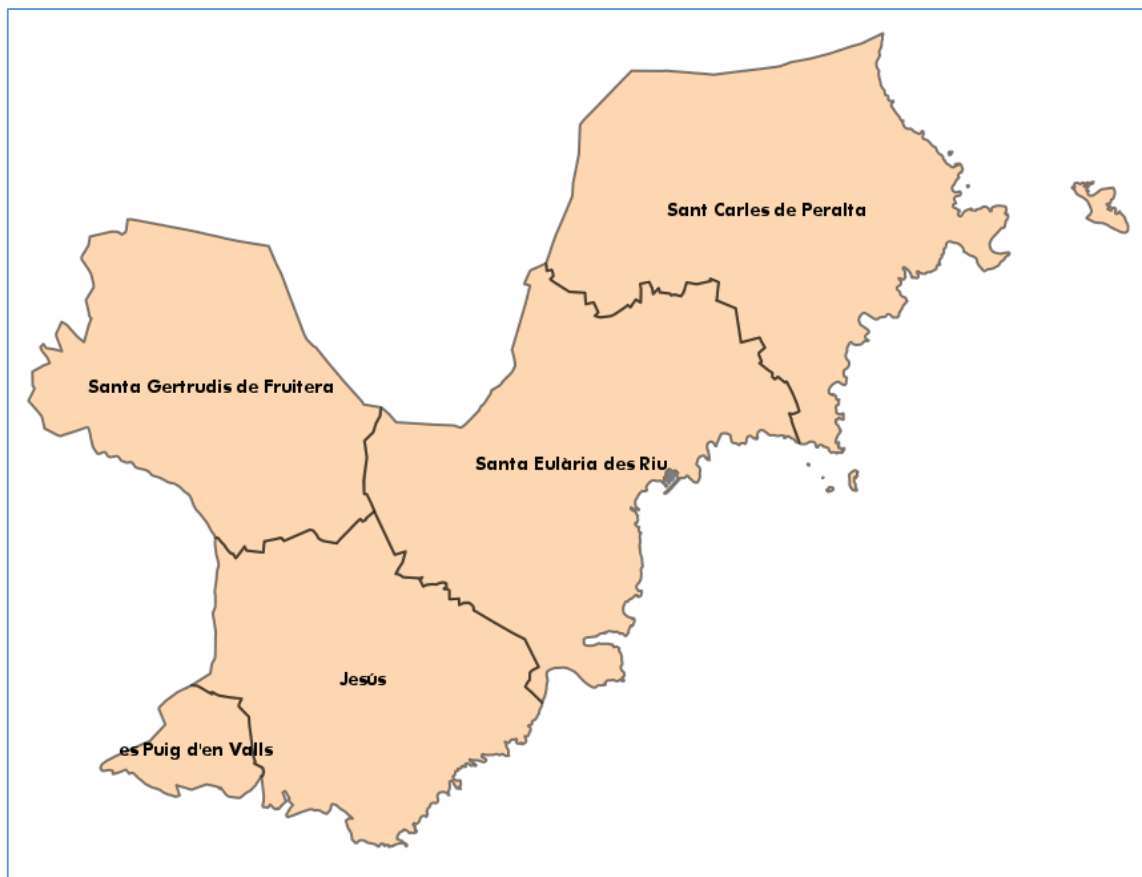 Sant Carles de Peralta
Santa Gertrudis de Fruitera
Santa Eulària des Riu
Jesús
es Puig d'en Valls